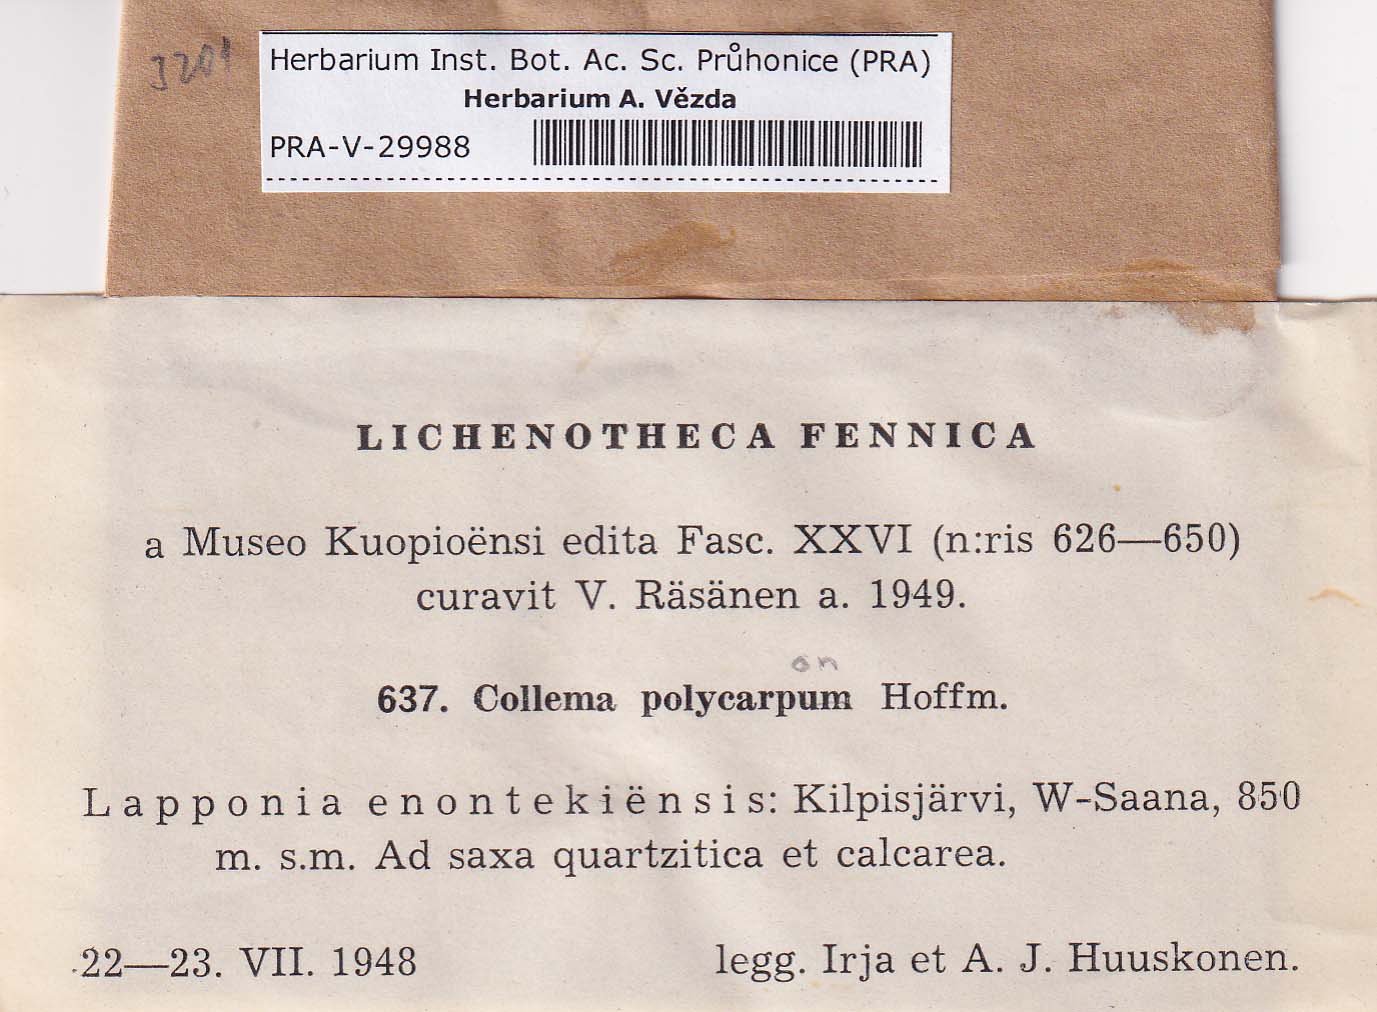 3201
Herbarium Inst. Bot. Ac. Sc. Průhonice (PRA)
Herbarium A. Vězda
PRA-V-29988
LICHENOTHECA FENNICA
a Museo Kuopioënsi edita Fasc. XXVI (n:ris 626—650)
curavit V. Räsänen a. 1949.
on
637. Collema polycarpum Hoffm.
Lapponia enontekiënsis: Kilpisjärvi, W-Saana, 850
m. s.m. Ad saxa quartzitica et calcarea.
22—23. VII. 1948 legg. Irja et A. J. Huuskonen.